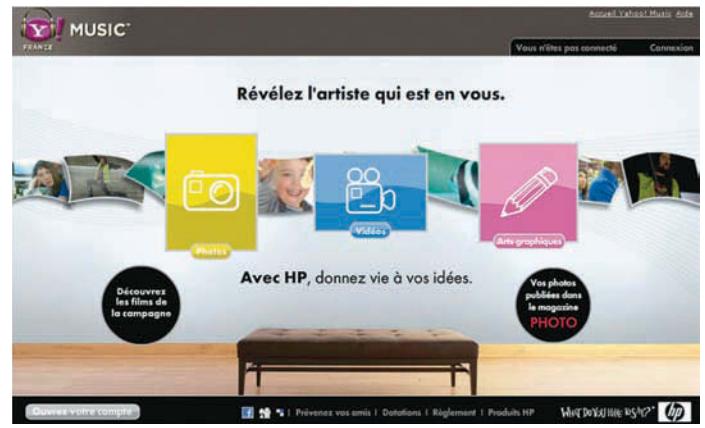 Accueil Yahoo! Music Aide
Y! MUSIC
FRANCE
Vous n'êtes pas connecté Connexion
Révélez l'artiste qui est en vous.
Photos
Vidéos
Arts graphiques
Avec HP, donnez vie à vos idées.
Découvrez
les films de
la campagne
Vos photos
publiées dans
le magazine
PHOTO
Ouvrez votre compte
Prévenez vos amis | Dotations | Règlement | Produits HP
WHAT DO YOU HAVE TO SAY?
hp